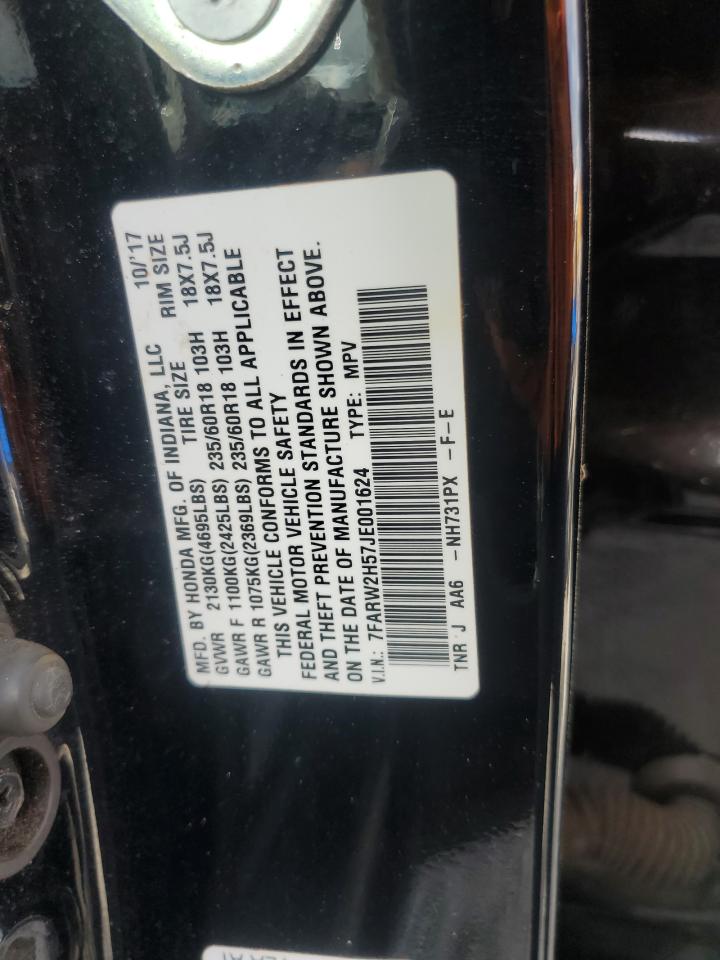 MFD. BY HONDA MFG. OF INDIANA, LLC 10/'17
TIRE SIZE RIM SIZE
GVWR 2130KG(4695LBS)
GAWR F 1100KG(2425LBS) 235/60R18 103H 18X7.5J
GAWR R 1075KG(2369LBS) 235/60R18 103H 18X7.5J
THIS VEHICLE CONFORMS TO ALL APPLICABLE
FEDERAL MOTOR VEHICLE SAFETY
AND THEFT PREVENTION STANDARDS IN EFFECT
ON THE DATE OF MANUFACTURE SHOWN ABOVE.
V.I.N.: 7FARW2H57JE001624 TYPE: MPV
TNR J AA6 -NH731PX -F-E